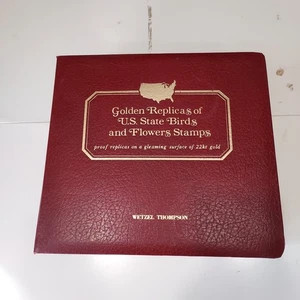 Golden Replicas of
U.S. State Birds
and Flowers Stamps
proof replicas on a gleaming surface of 22kt gold
WETZEL THOMPSON